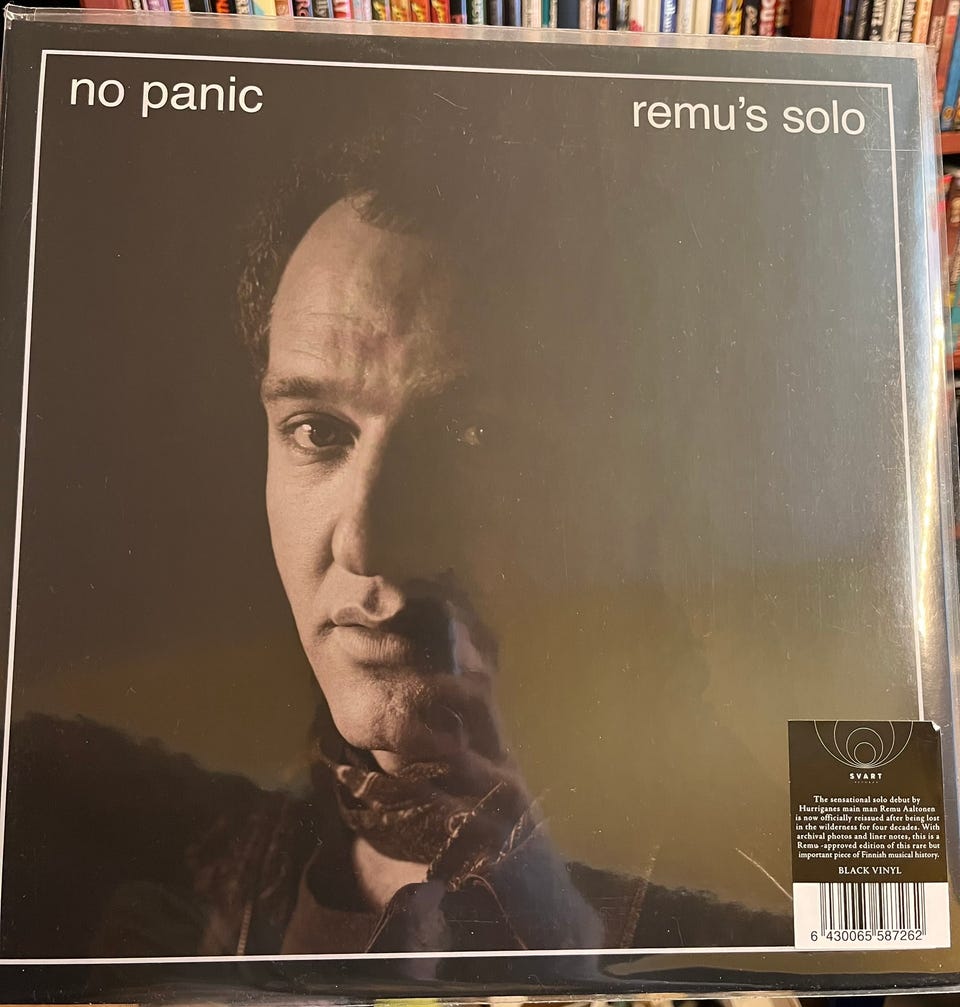 no panic
remu's solo
SVART
RECORDS
The sensational solo debut by
Hurriganes main man Remu Aaltonen
is now officially reissued after being lost
in the wilderness for four decades. With
archival photos and liner notes, this is a
Remu -approved edition of this rare but
important piece of Finnish musical history.
BLACK VINYL
6 430065 587262